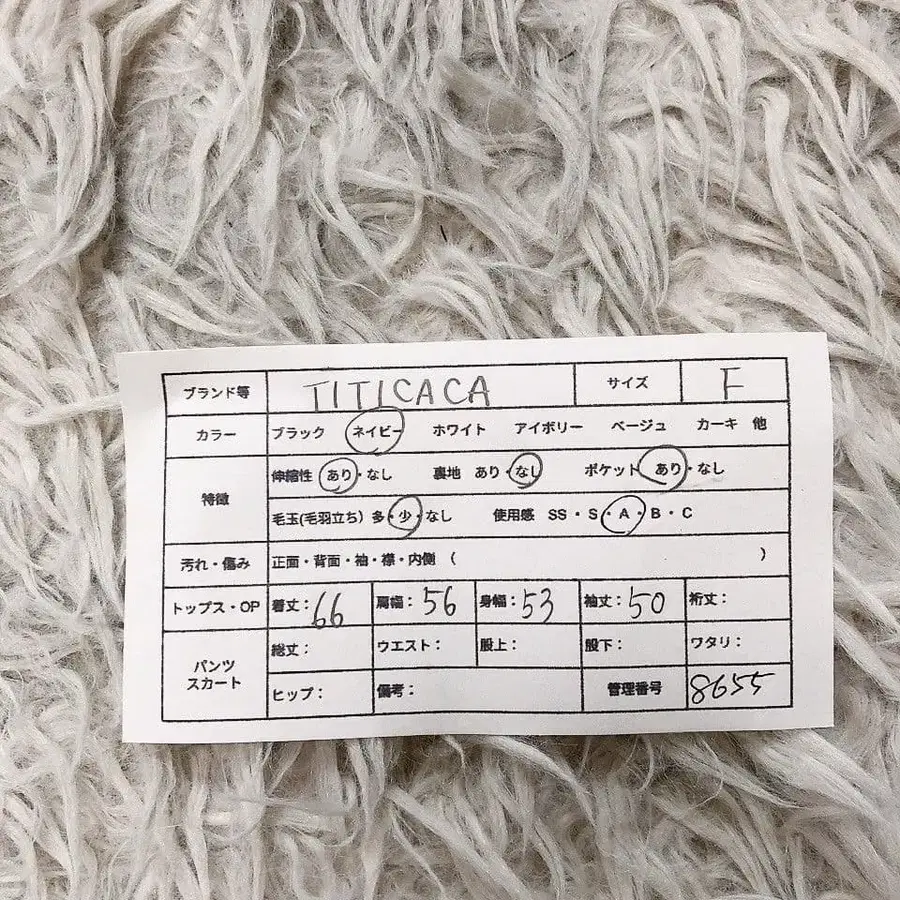 ブランド等 TITICACA サイズ F
カラー ブラック ネイビー ホワイト アイボリー ベージュ カーキ 他
特徴
伸縮性 あり・なし 裏地 あり・なし ポケット あり・なし
毛玉(毛羽立ち) 多・少・なし 使用感 SS・S・A・B・C
汚れ・傷み 正面・背面・袖・襟・内側 ( )
トップス・OP 着丈:66 肩幅:56 身幅:53 袖丈:50 裄丈:
パンツ
スカート
総丈: ウエスト: 股上: 股下: ワタリ:
ヒップ: 備考: 管理番号 8655